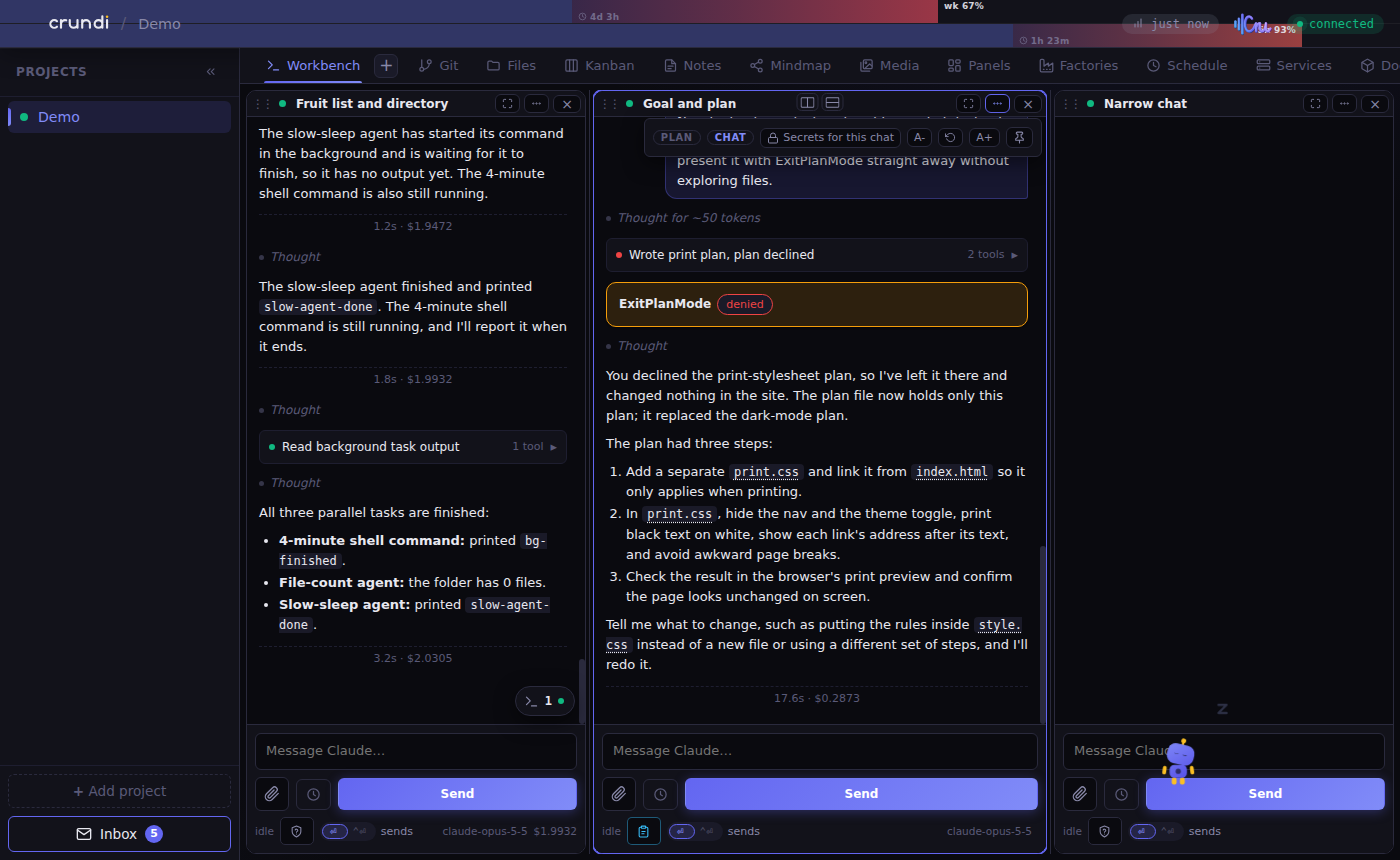 crundi / Demo
4d 3h
wk 67%
1h 23m
5h 93%
just now
connected
PROJECTS «
Demo
+ Add project
Inbox 5
Workbench + Git Files Kanban Notes Mindmap Media Panels Factories Schedule Services Do
Fruit list and directory
The slow-sleep agent has started its command
in the background and is waiting for it to
finish, so it has no output yet. The 4-minute
shell command is also still running.
1.2s · $1.9472
Thought
The slow-sleep agent finished and printed
slow-agent-done. The 4-minute shell
command is still running, and I'll report it when
it ends.
1.8s · $1.9932
Thought
Read background task output 1 tool
Thought
All three parallel tasks are finished:
• 4-minute shell command: printed bg-
finished.
• File-count agent: the folder has 0 files.
• Slow-sleep agent: printed slow-agent-
done.
3.2s · $2.0305
1
Message Claude…
Send
idle sends claude-opus-5-5 $1.9932
Goal and plan
PLAN CHAT Secrets for this chat A- A+
present it with ExitPlanMode straight away without
exploring files.
Thought for ~50 tokens
Wrote print plan, plan declined 2 tools
ExitPlanMode denied
Thought
You declined the print-stylesheet plan, so I've left it there and
changed nothing in the site. The plan file now holds only this
plan; it replaced the dark-mode plan.
The plan had three steps:
1. Add a separate print.css and link it from index.html so it
only applies when printing.
2. In print.css, hide the nav and the theme toggle, print
black text on white, show each link's address after its text,
and avoid awkward page breaks.
3. Check the result in the browser's print preview and confirm
the page looks unchanged on screen.
Tell me what to change, such as putting the rules inside style.
css instead of a new file or using a different set of steps, and I'll
redo it.
17.6s · $0.2873
Message Claude…
Send
idle sends claude-opus-5-5
Narrow chat
Z
Message Clau
Send
idle sends